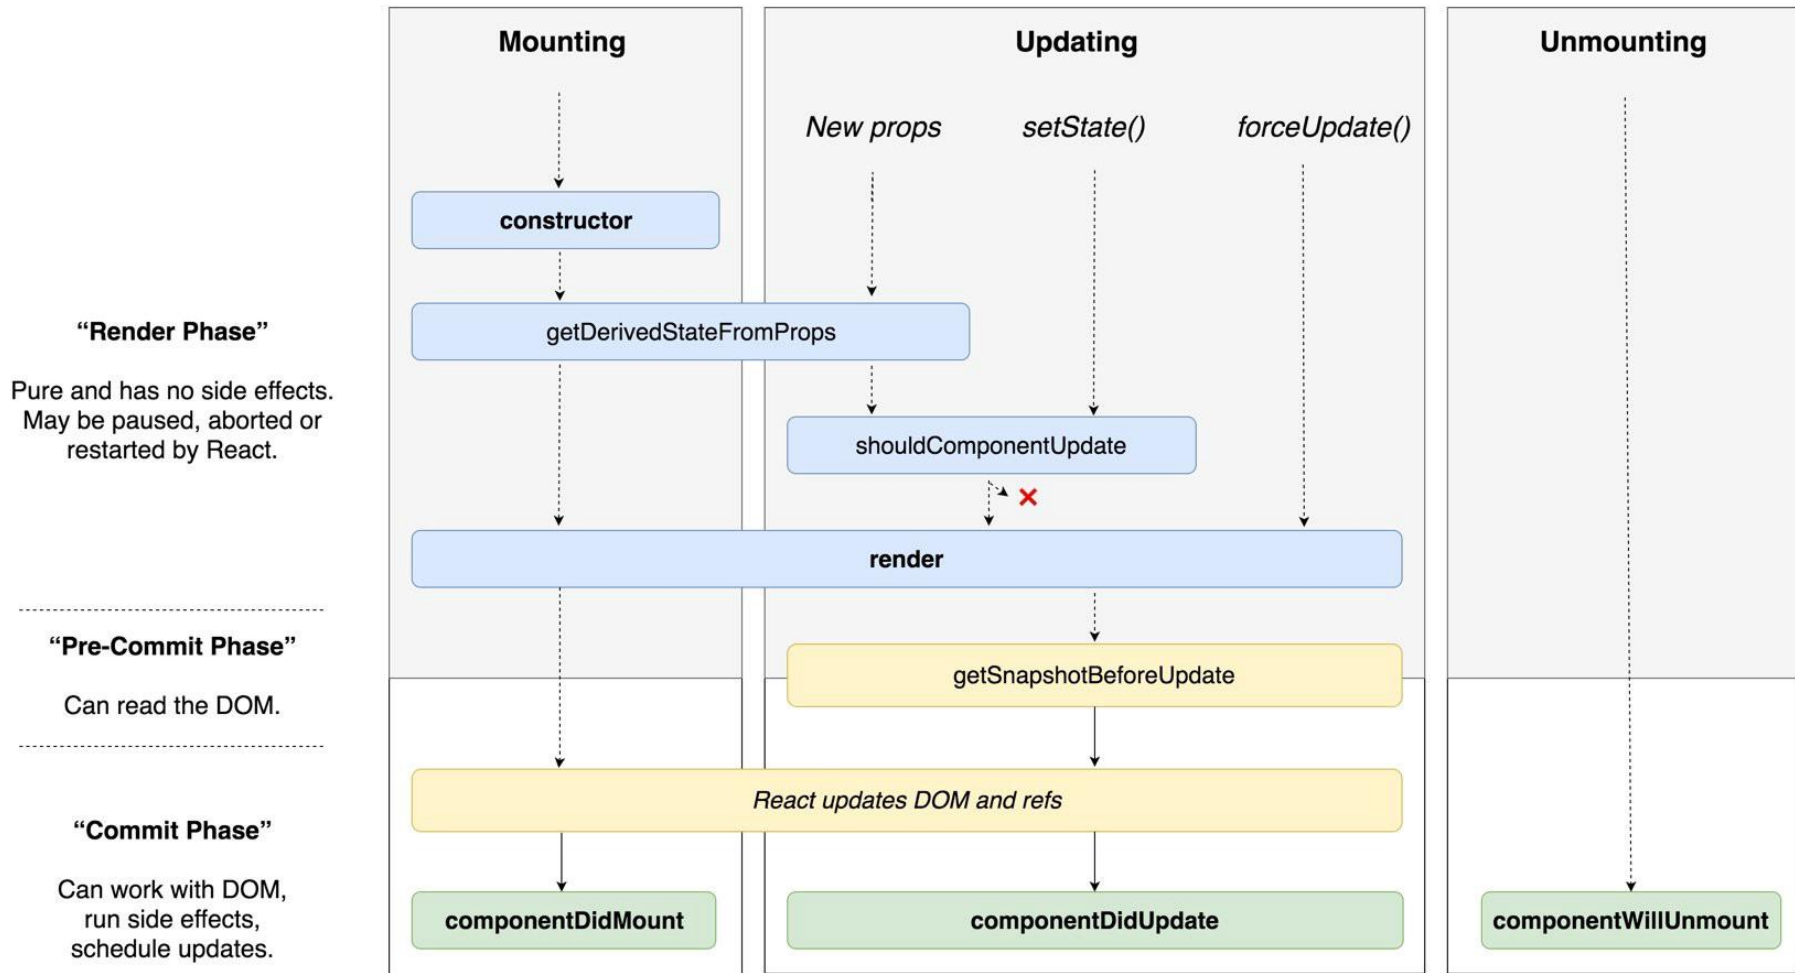 Mounting
Updating
Unmounting
New props
setState()
forceUpdate()
constructor
“Render Phase”
getDerivedStateFromProps
Pure and has no side effects.
May be paused, aborted or
restarted by React.
shouldComponentUpdate
render
“Pre-Commit Phase”
getSnapshotBeforeUpdate
Can read the DOM.
React updates DOM and refs
“Commit Phase”
Can work with DOM,
run side effects,
schedule updates.
componentDidMount
componentDidUpdate
componentWillUnmount